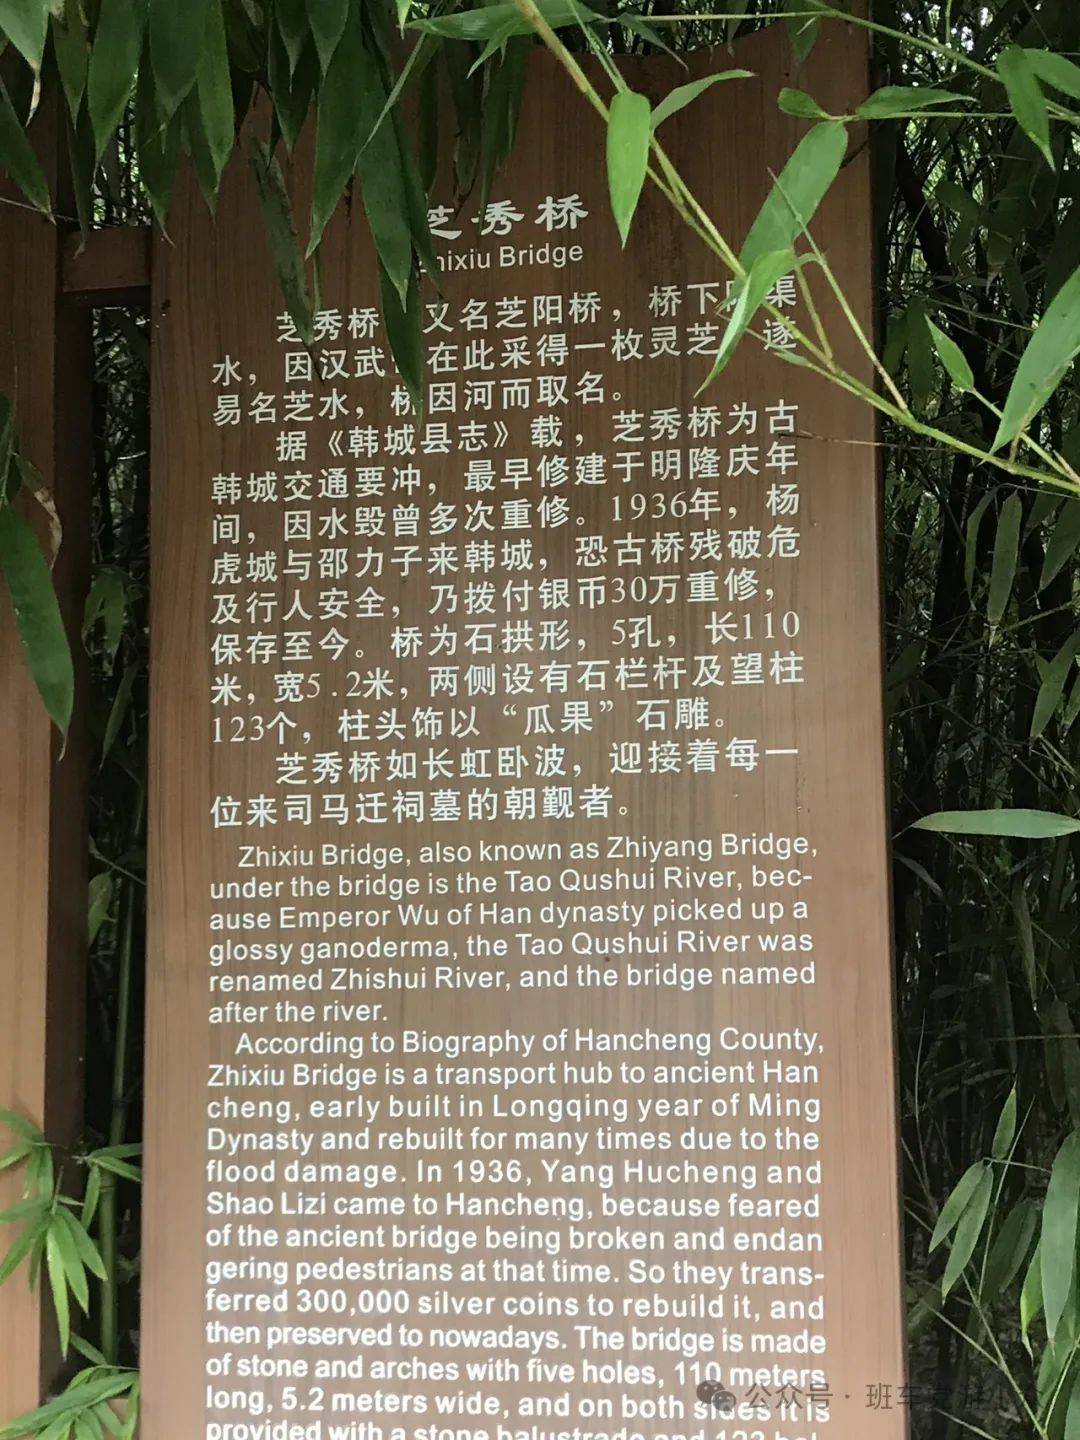 芝秀桥
hixiu Bridge
芝秀桥 又名芝阳桥，桥下 渠
水，因汉武 在此采得一枚灵芝 遂
易名芝水，桥因河而取名。
据《韩城县志》载，芝秀桥为古
韩城交通要冲，最早修建于明隆庆年
间，因水毁曾多次重修。1936年，杨
虎城与邵力子来韩城，恐古桥残破危
及行人安全，乃拨付银币30万重修，
保存至今。桥为石拱形，5孔，长110
米，宽5.2米，两侧设有石栏杆及望柱
123个，柱头饰以“瓜果”石雕。
芝秀桥如长虹卧波，迎接着每一
位来司马迁祠墓的朝觐者。
Zhixiu Bridge, also known as Zhiyang Bridge,
under the bridge is the Tao Qushui River, bec-
ause Emperor Wu of Han dynasty picked up a
glossy ganoderma, the Tao Qushui River was
renamed Zhishui River, and the bridge named
after the river.
According to Biography of Hancheng County,
Zhixiu Bridge is a transport hub to ancient Han
cheng, early built in Longqing year of Ming
Dynasty and rebuilt for many times due to the
flood damage. In 1936, Yang Hucheng and
Shao Lizi came to Hancheng, because feared
of the ancient bridge being broken and endan
gering pedestrians at that time. So they trans-
ferred 300,000 silver coins to rebuild it, and
then preserved to nowadays. The bridge is made
of stone and arches with five holes, 110 meters
long, 5.2 meters wide, and on both sides it is
provided with a stone balustrade and 123 bal-
公众号·班车